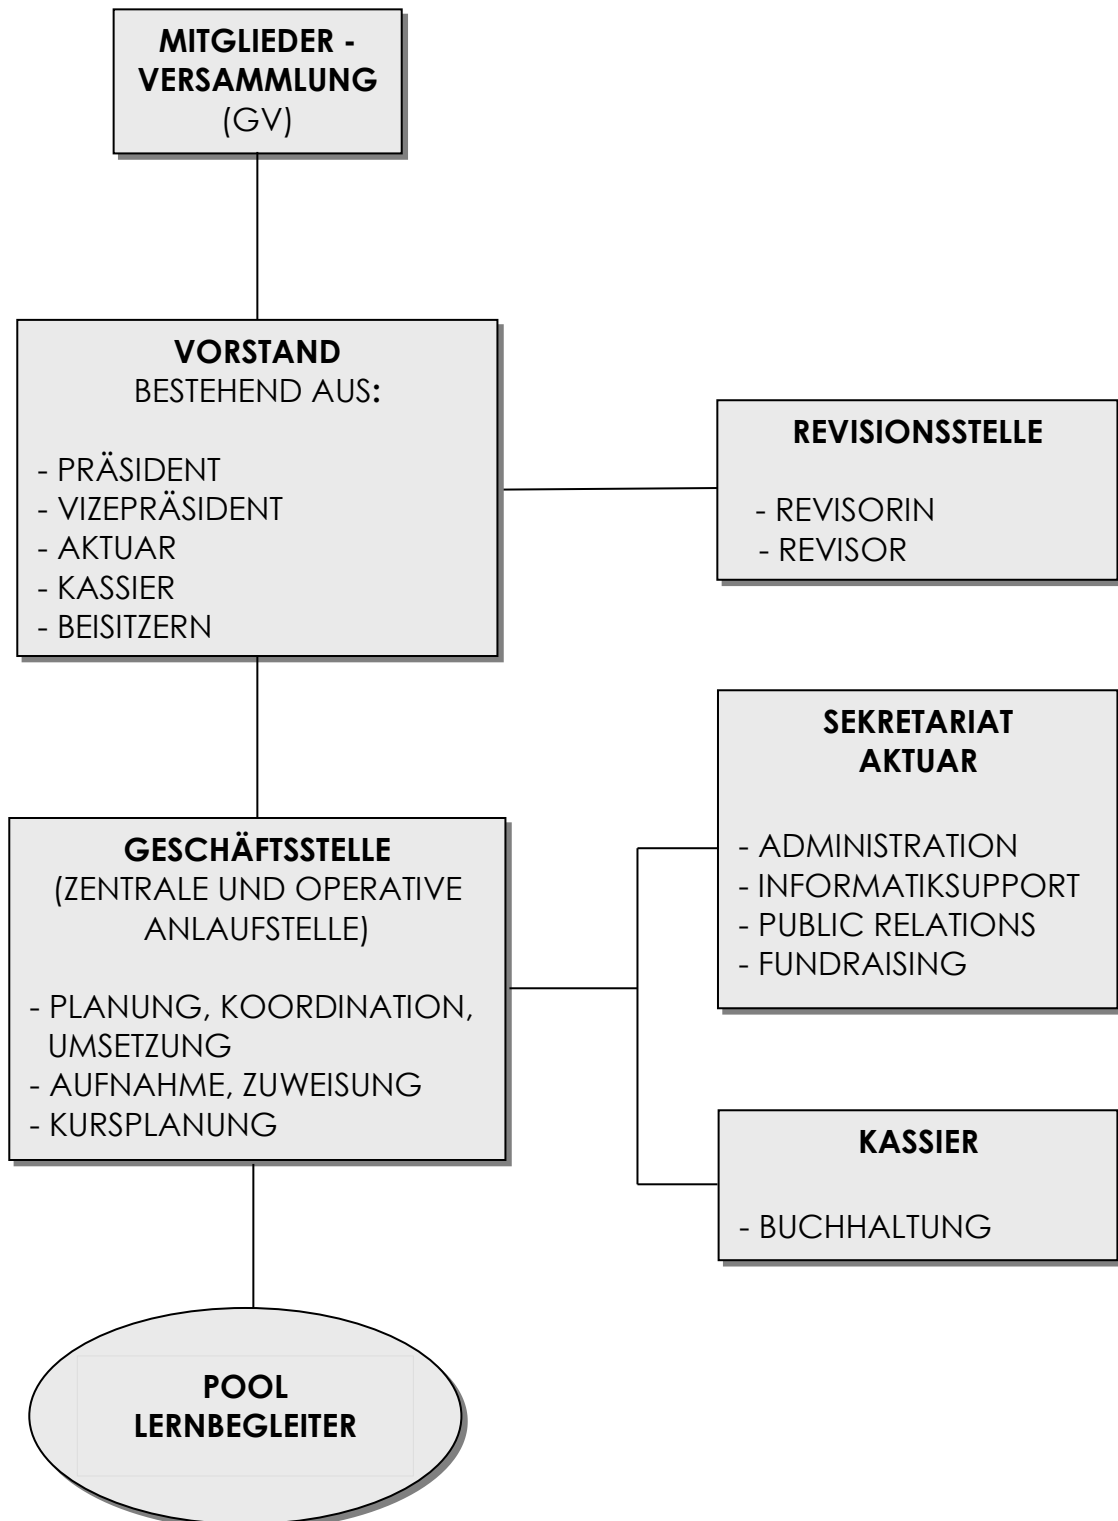 MITGLIEDER -
VERSAMMLUNG
(GV)
VORSTAND
BESTEHEND AUS:
- PRÄSIDENT
- VIZEPRÄSIDENT
- AKTUAR
- KASSIER
- BEISITZERN
REVISIONSSTELLE
- REVISORIN
- REVISOR
SEKRETARIAT
AKTUAR
- ADMINISTRATION
- INFORMATIKSUPPORT
- PUBLIC RELATIONS
- FUNDRAISING
GESCHÄFTSSTELLE
(ZENTRALE UND OPERATIVE
ANLAUFSTELLE)
- PLANUNG, KOORDINATION,
UMSETZUNG
- AUFNAHME, ZUWEISUNG
- KURSPLANUNG
KASSIER
- BUCHHALTUNG
POOL
LERNBEGLEITER